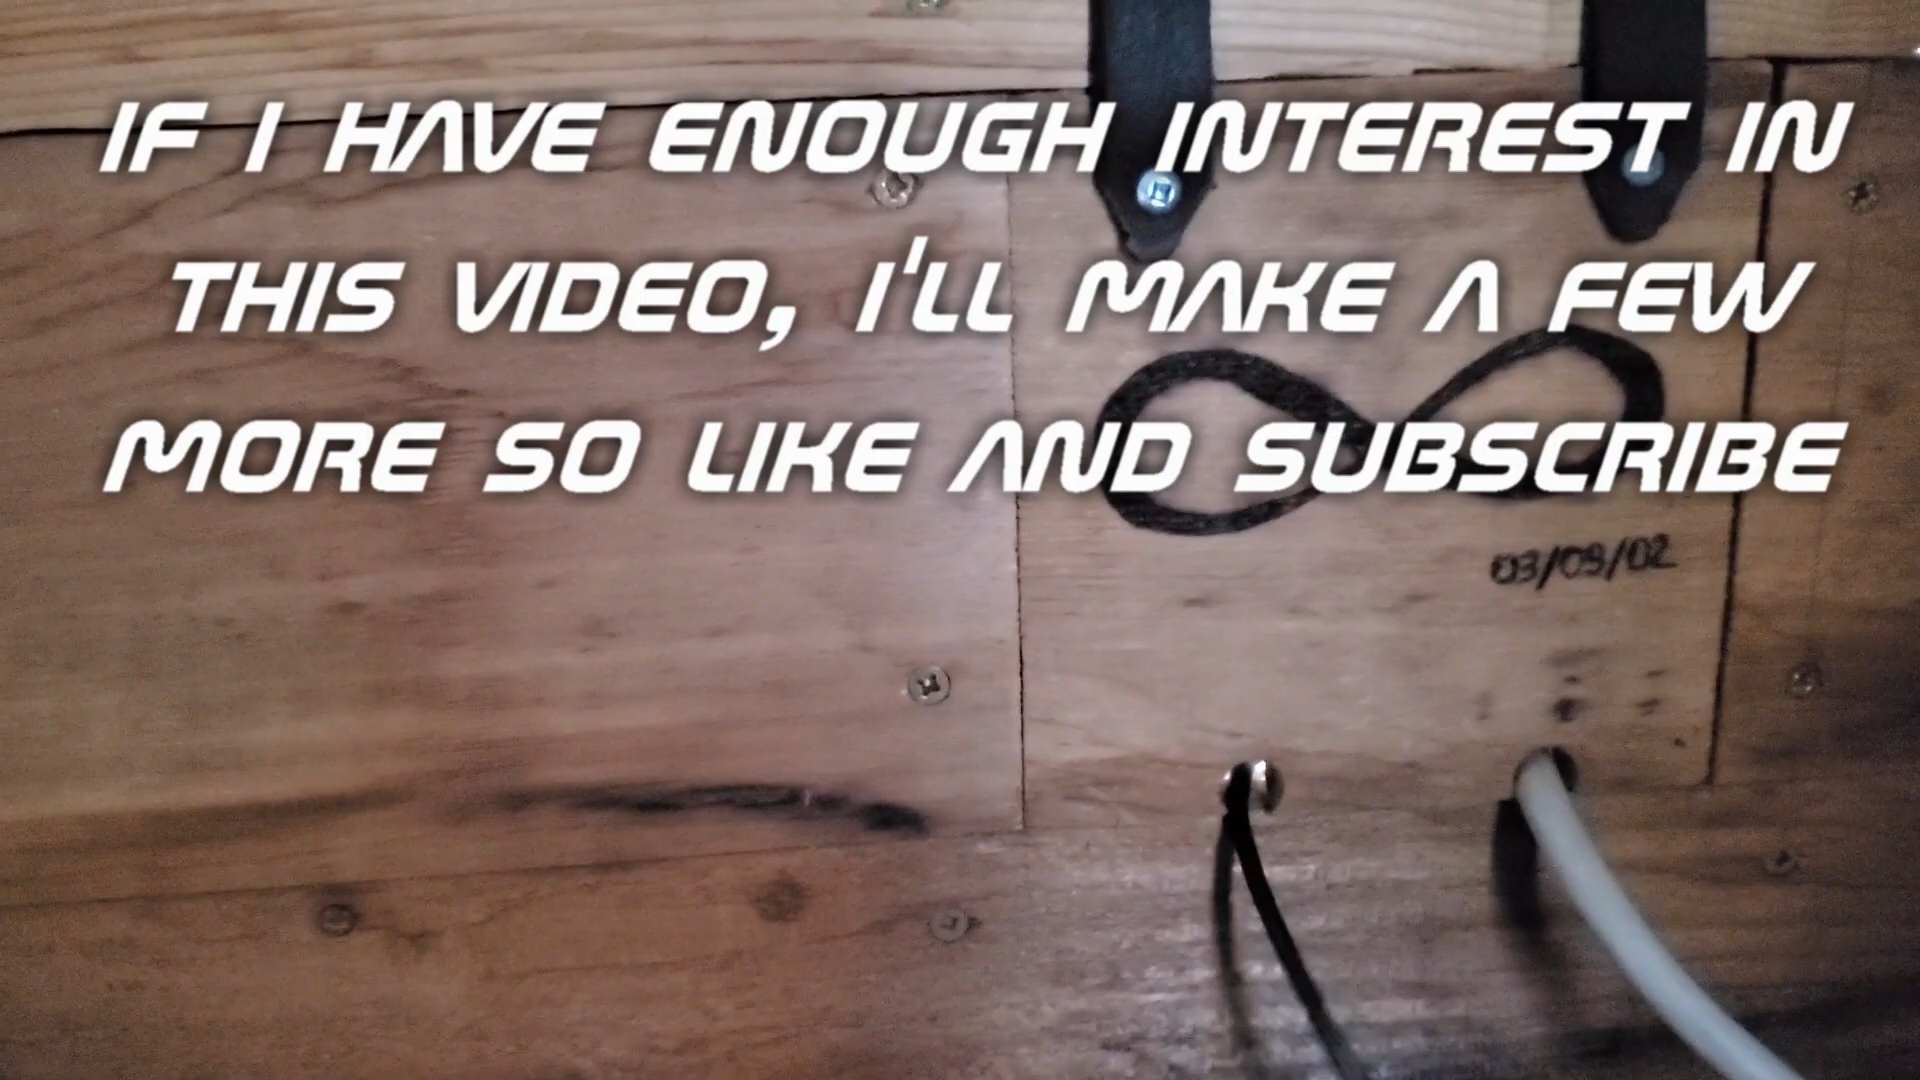 IF I HAVE ENOUGH INTEREST IN
THIS VIDEO, I'LL MAKE A FEW
MORE SO LIKE AND SUBSCRIBE
03/09/02